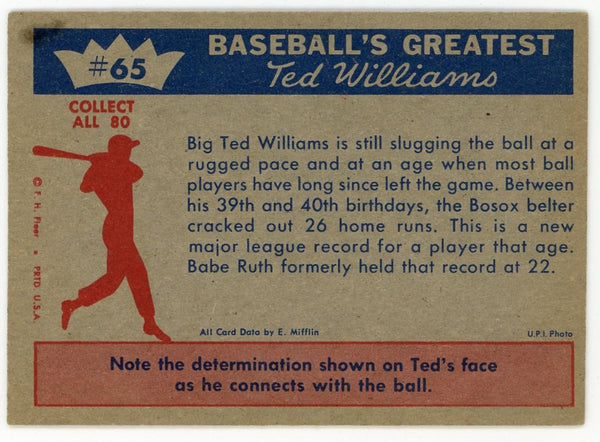 #65
BASEBALL'S GREATEST
Ted Williams
COLLECT
ALL 80
Big Ted Williams is still slugging the ball at a
rugged pace and at an age when most ball
players have long since left the game. Between
his 39th and 40th birthdays, the Bosox belter
cracked out 26 home runs. This is a new
major league record for a player that age.
Babe Ruth formerly held that record at 22.
© F. H. Fleer • PRTD. U.S.A.
All Card Data by E. Mifflin
U.P.I. Photo
Note the determination shown on Ted's face
as he connects with the ball.